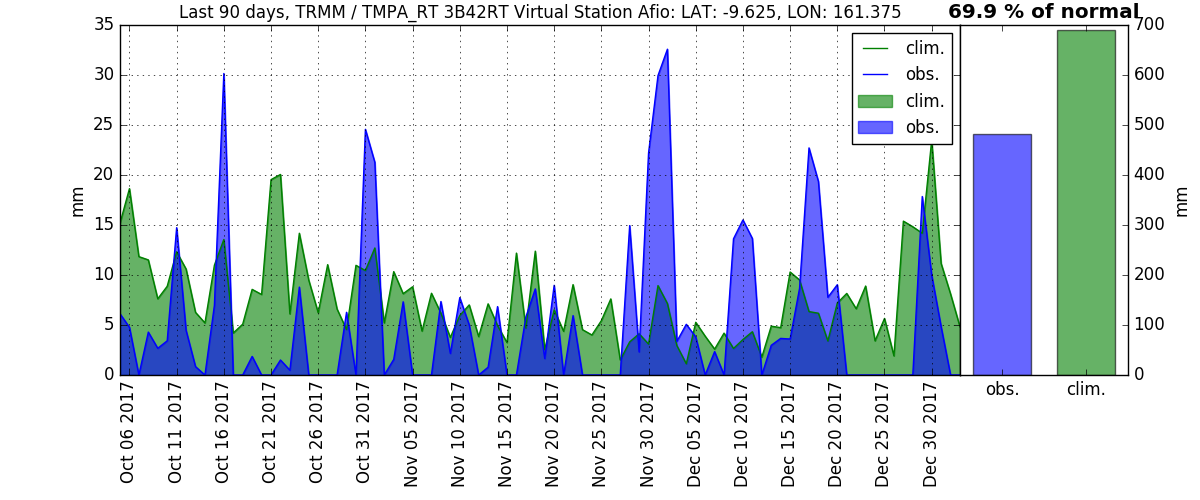 Last 90 days, TRMM / TMPA_RT 3B42RT Virtual Station Afio: LAT: -9.625, LON: 161.375
69.9 % of normal
35
30
25
20
15
10
5
0
mm
clim.
obs.
clim.
obs.
700
600
500
400
300
200
100
0
mm
obs.
clim.
Oct 06 2017
Oct 11 2017
Oct 16 2017
Oct 21 2017
Oct 26 2017
Oct 31 2017
Nov 05 2017
Nov 10 2017
Nov 15 2017
Nov 20 2017
Nov 25 2017
Nov 30 2017
Dec 05 2017
Dec 10 2017
Dec 15 2017
Dec 20 2017
Dec 25 2017
Dec 30 2017